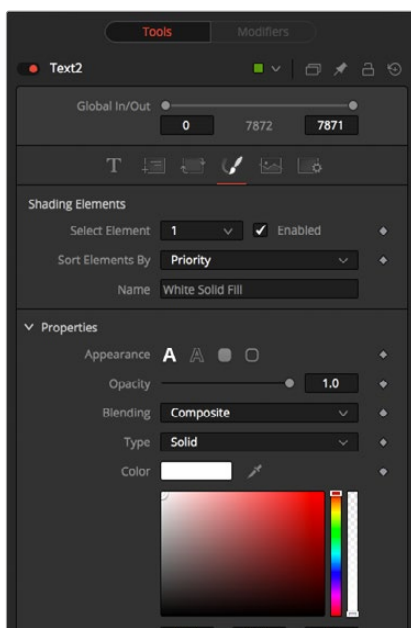 Tools Modifiers
Text2
Global In/Out
0 7872 7871
T
Shading Elements
Select Element 1 Enabled
Sort Elements By Priority
Name White Solid Fill
Properties
Appearance A A
Opacity 1.0
Blending Composite
Type Solid
Color